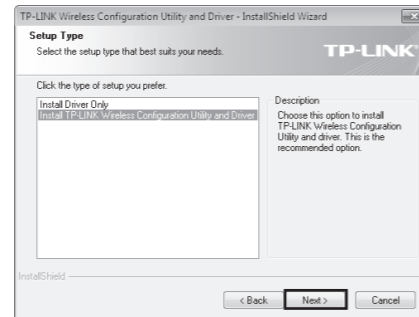 TP-LINK Wireless Configuration Utility and Driver - InstallShield Wizard
Setup Type
Select the setup type that best suits your needs.
TP-LINK
Click the type of setup you prefer.
Install Driver Only
Install TP-LINK Wireless Configuration Utility and Driver
Description
Choose this option to install
TP-LINK Wireless Configuration
Utility and driver. This is the
recommended option.
InstallShield
< Back
Next >
Cancel